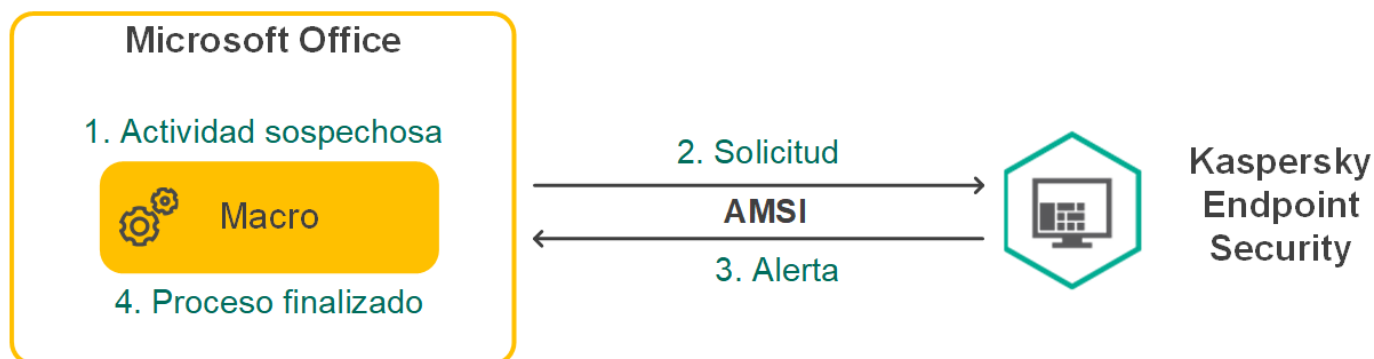 Microsoft Office
1. Actividad sospechosa
Macro
4. Proceso finalizado
2. Solicitud
AMSI
3. Alerta
Kaspersky
Endpoint
Security